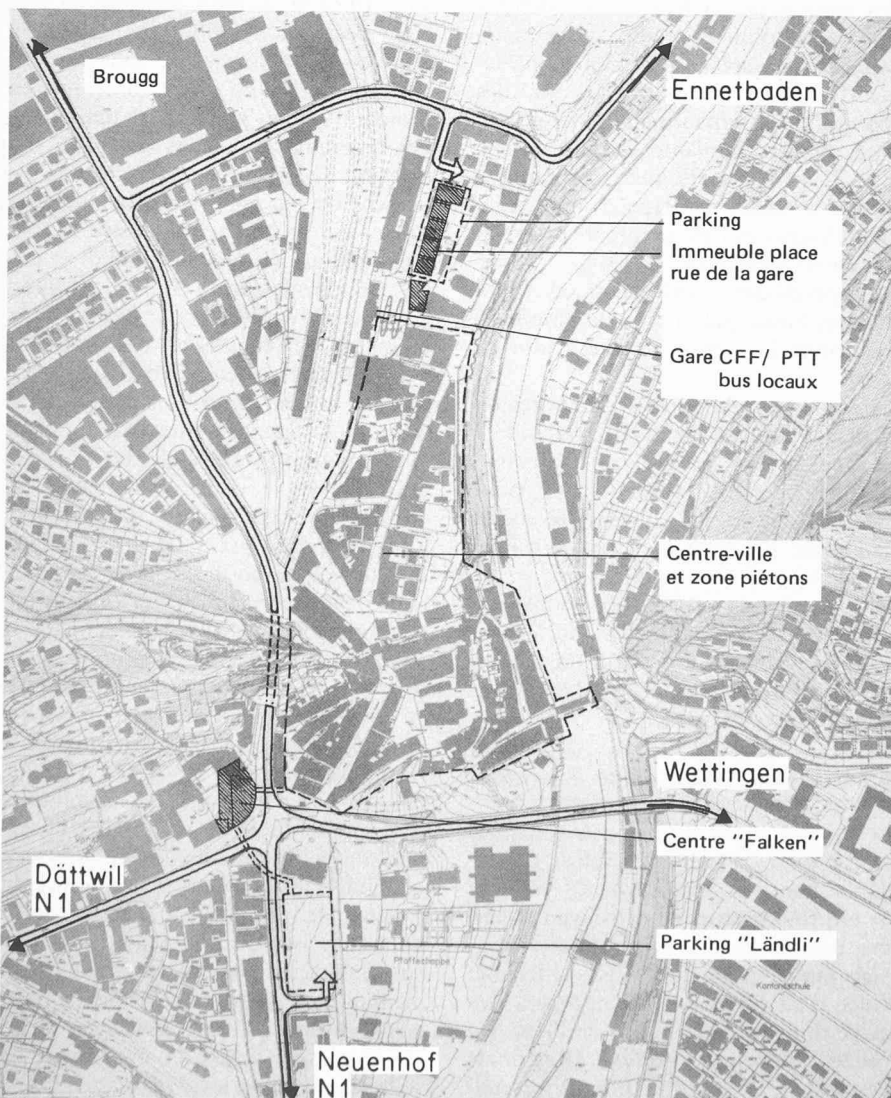 Brougg
Ennetbaden
Parking
Immeuble place
rue de la gare
Gare CFF/ PTT
bus locaux
Centre-ville
et zone piétons
Wettingen
Centre "Falken"
Dättwil
N1
Parking "Ländli"
Kantonsschule
Neuenhof
N1